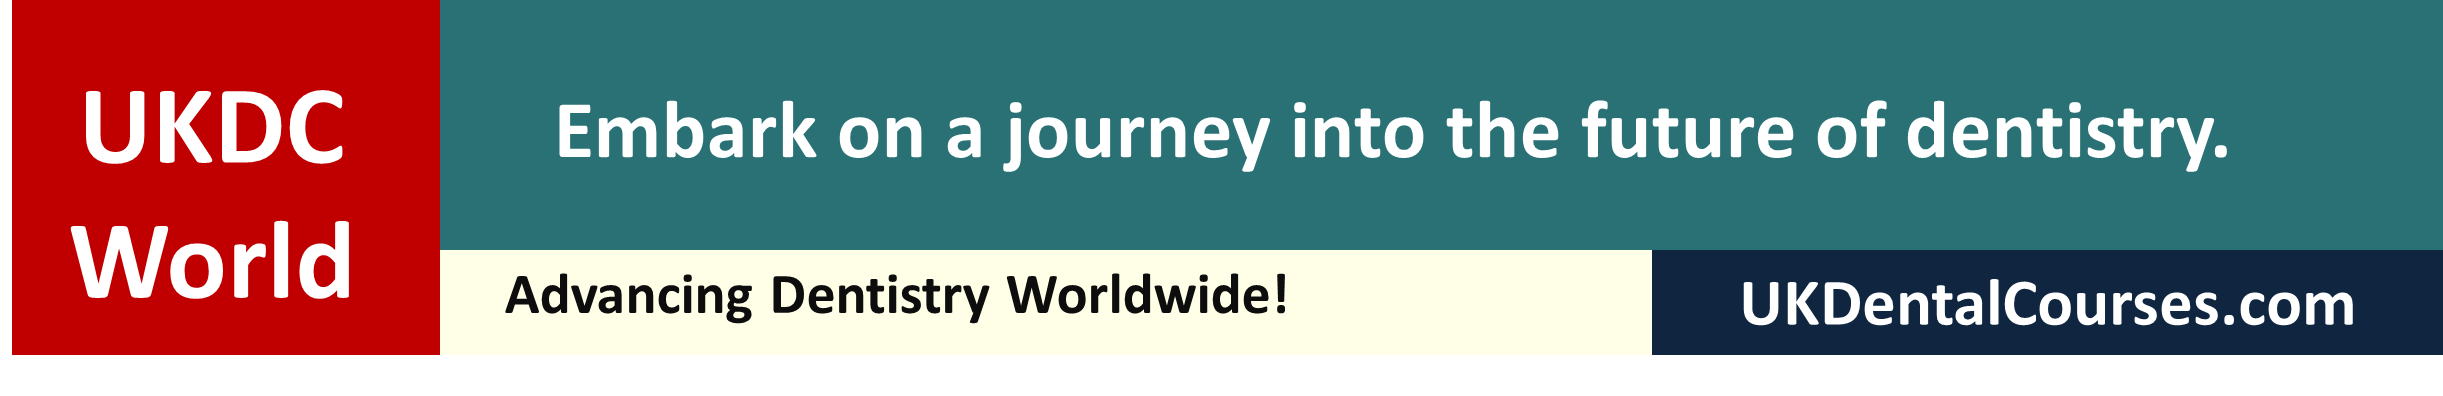 UKDC
World
Embark on a journey into the future of dentistry.
Advancing Dentistry Worldwide!
UKDentalCourses.com